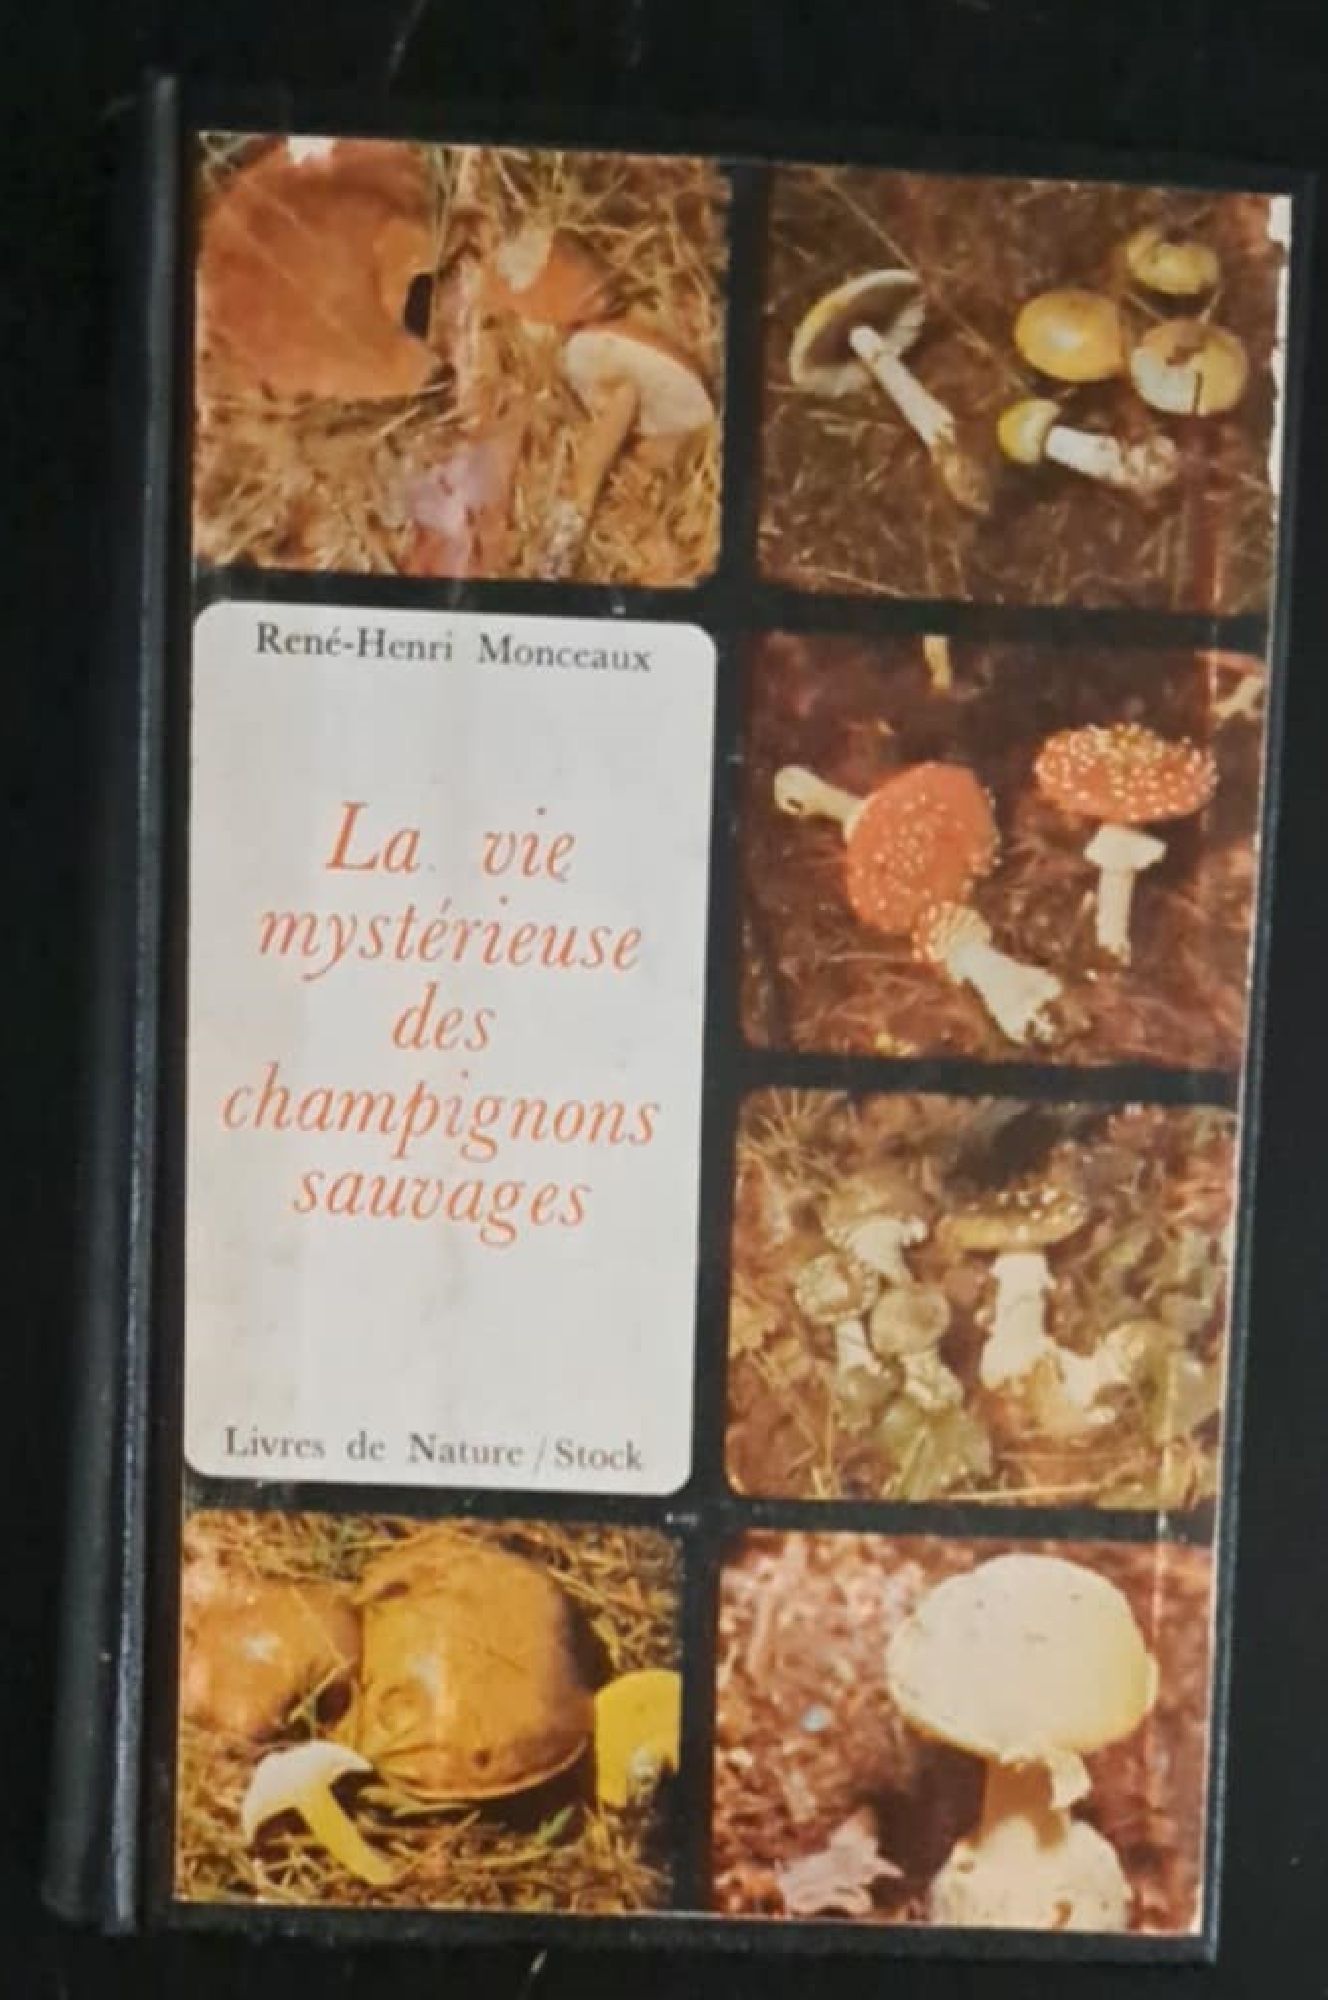 René-Henri Monceaux
La vie
mystérieuse
des
champignons
sauvages
Livres de Nature / Stock